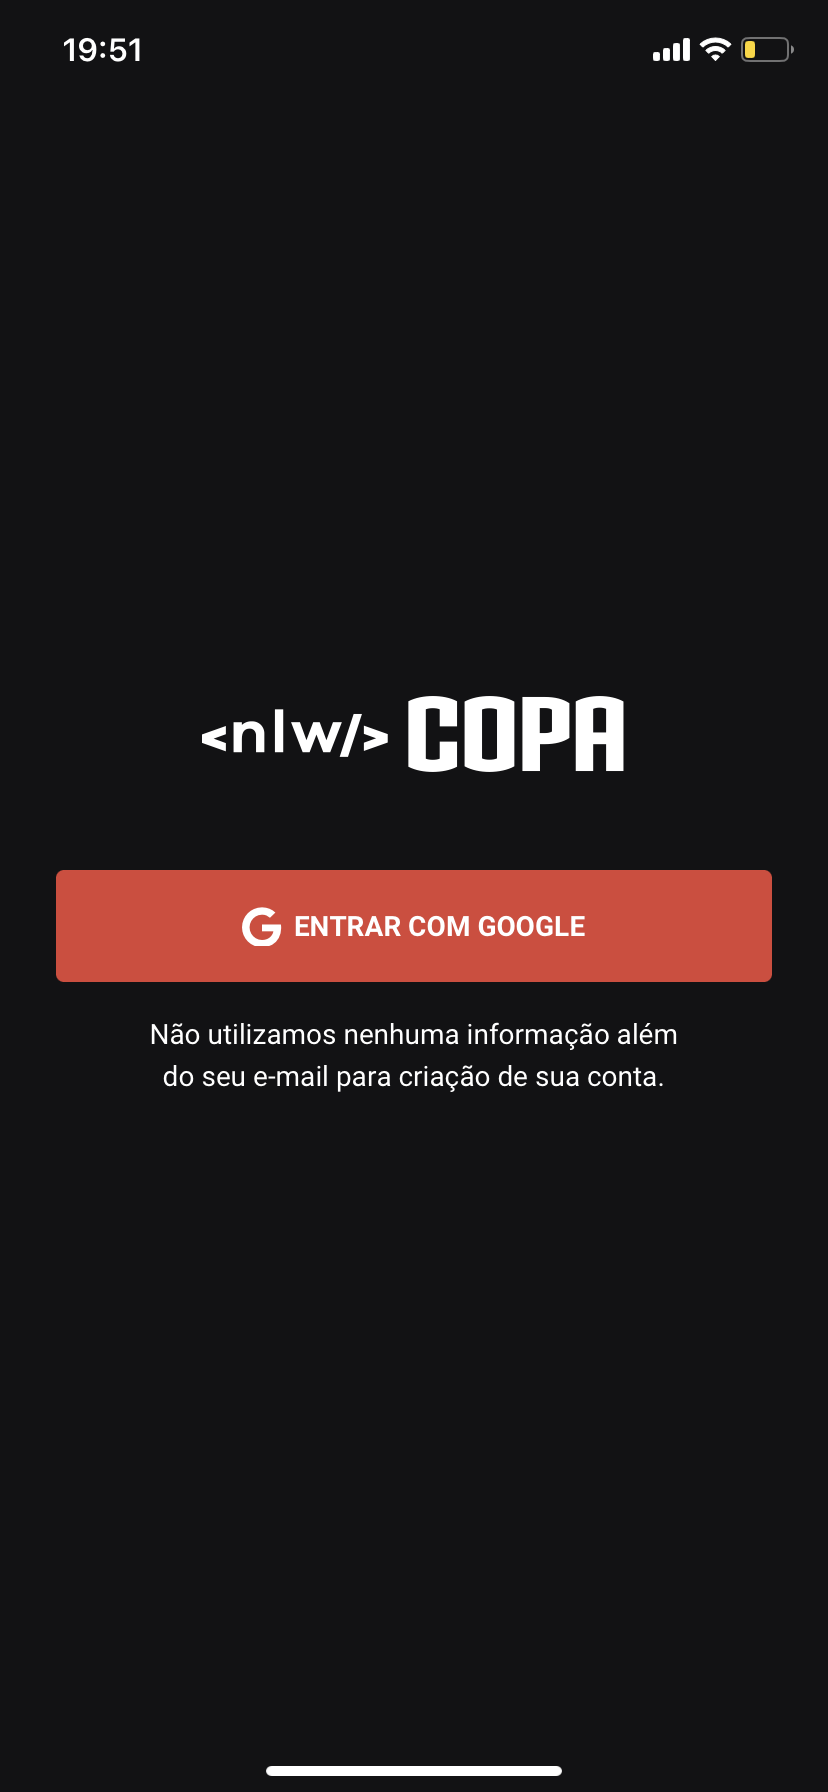 19:51
<nlw/> COPA
ENTRAR COM GOOGLE
Não utilizamos nenhuma informação além
do seu e-mail para criação de sua conta.